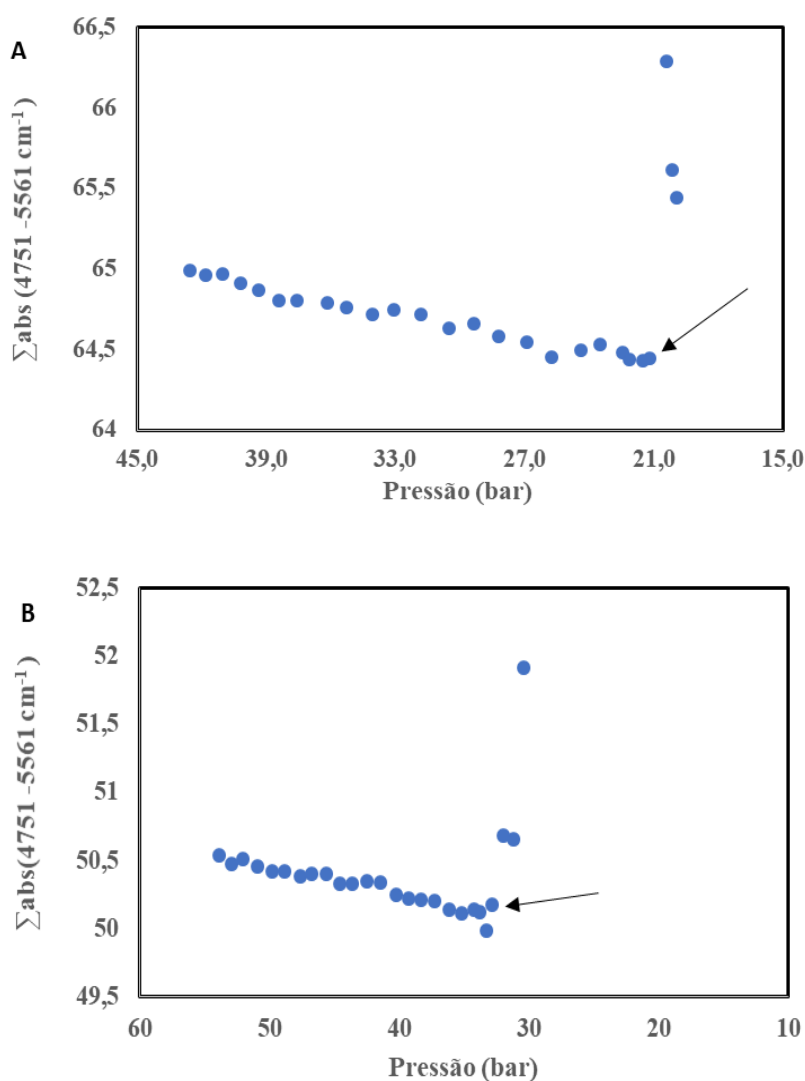 A
66,5
66
65,5
65
64,5
64
∑abs (4751 -5561 cm⁻¹)
45,0 39,0 33,0 27,0 21,0 15,0
Pressão (bar)
B
52,5
52
51,5
51
50,5
50
49,5
∑abs(4751 -5561 cm⁻¹)
60 50 40 30 20 10
Pressão (bar)